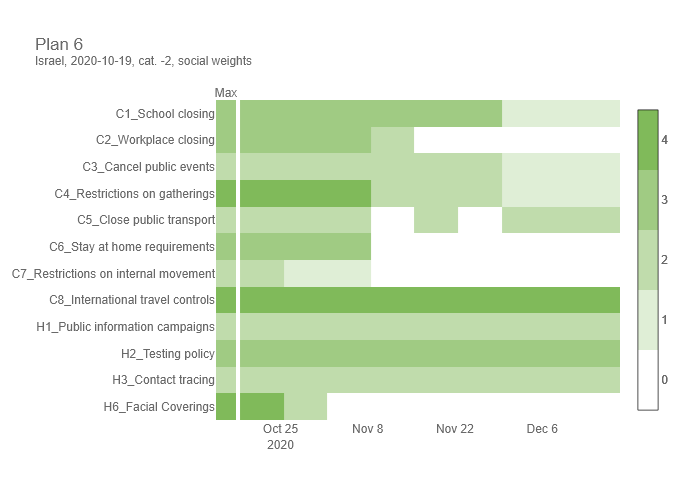 Plan 6
Israel, 2020-10-19, cat. -2, social weights
Max
C1_School closing
C2_Workplace closing
C3_Cancel public events
C4_Restrictions on gatherings
C5_Close public transport
C6_Stay at home requirements
C7_Restrictions on internal movement
C8_International travel controls
H1_Public information campaigns
H2_Testing policy
H3_Contact tracing
H6_Facial Coverings
Oct 25
2020
Nov 8
Nov 22
Dec 6
4
3
2
1
0